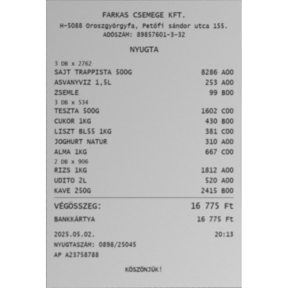 FARKAS CSEMEGE KFT.
H-5088 Oroszgyörgyfa, Petőfi sándor utca 155.
ADÓSZÁM: 89857601-3-32
NYUGTA
3 DB x 2762
SAJT TRAPPISTA 500G 8286 A00
ASVANYVIZ 1,5L 253 A00
ZSEMLE 99 B00
3 DB x 534
TESZTA 500G 1602 C00
CUKOR 1KG 430 B00
LISZT BL55 1KG 381 C00
JOGHURT NATUR 310 A00
ALMA 1KG 667 C00
2 DB x 906
RIZS 1KG 1812 A00
UDITO 2L 520 A00
KAVE 250G 2415 B00
VÉGÖSSZEG: 16 775 Ft
BANKKÁRTYA 16 775 Ft
2025.05.02. 20:13
NYUGTASZÁM: 0898/25045
AP A23758788
KÖSZÖNJÜK!